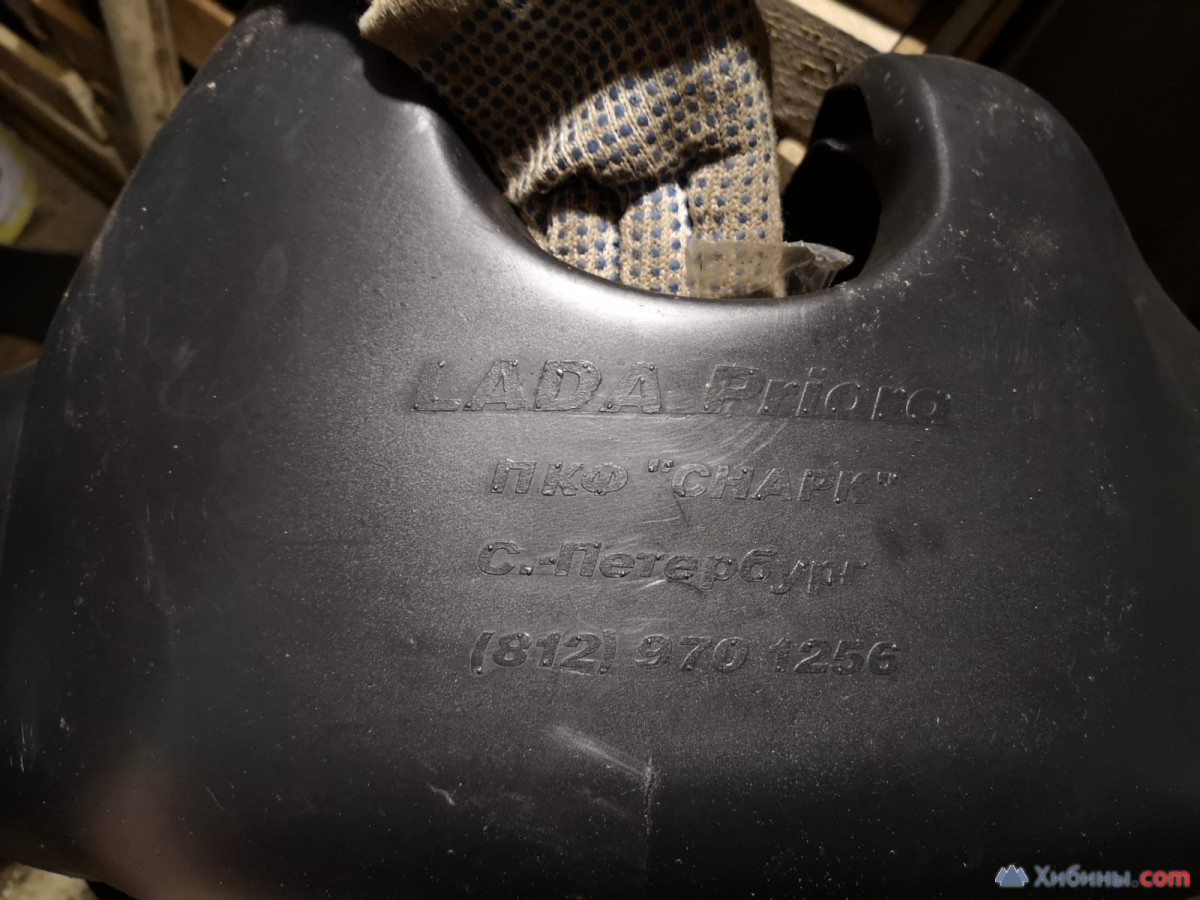 LADA Priora
ПКФ "СНАРК"
С.-Петербург
(812) 970 1256
Хибины.com